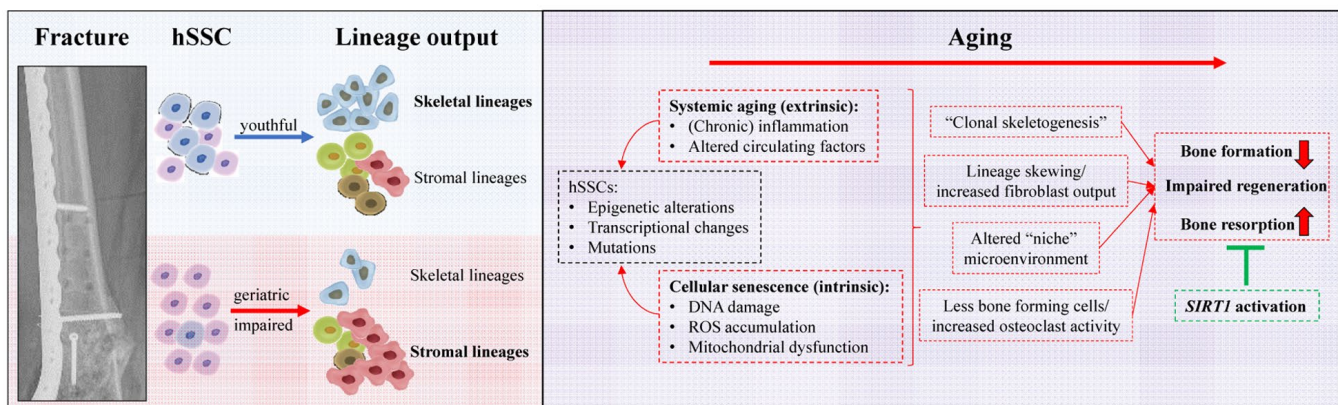 Fracture
hSSC
Lineage output
youthful
Skeletal lineages
Stromal lineages
geriatric
impaired
Skeletal lineages
Stromal lineages
Aging
Systemic aging (extrinsic):
• (Chronic) inflammation
• Altered circulating factors
hSSCs:
• Epigenetic alterations
• Transcriptional changes
• Mutations
Cellular senescence (intrinsic):
• DNA damage
• ROS accumulation
• Mitochondrial dysfunction
“Clonal skeletogenesis”
Lineage skewing/
increased fibroblast output
Altered “niche”
microenvironment
Less bone forming cells/
increased osteoclast activity
Bone formation
Impaired regeneration
Bone resorption
SIRT1 activation